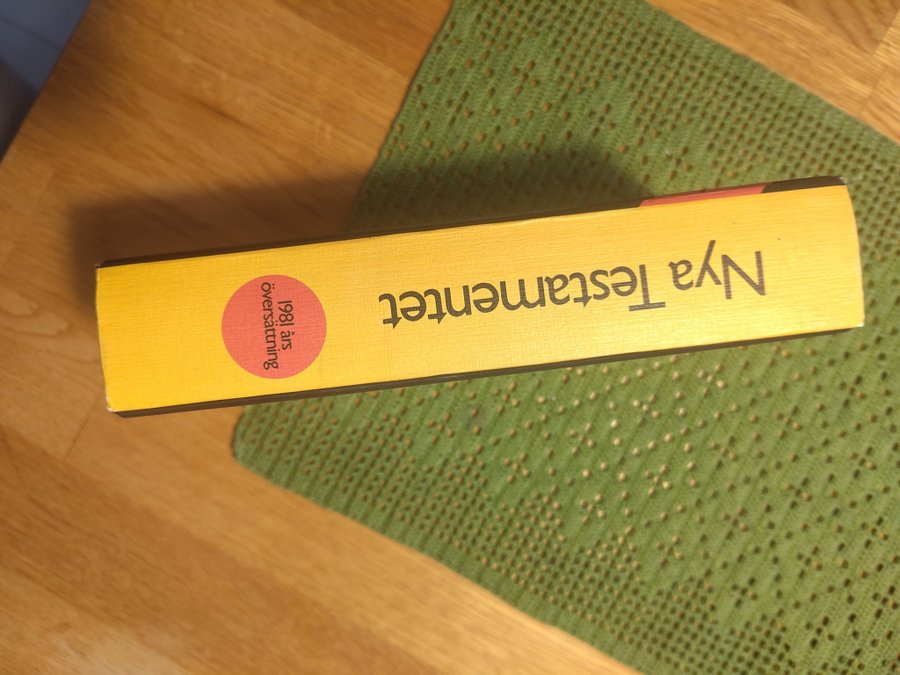 Nya Testamentet
1981 års
översättning